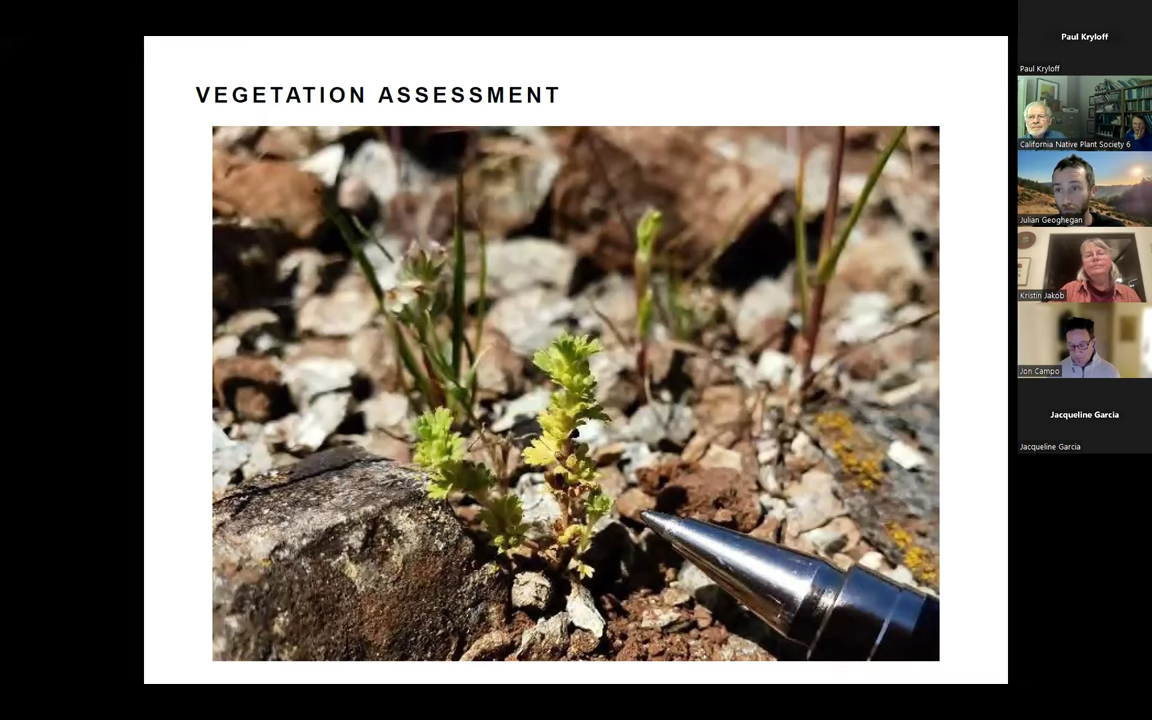 VEGETATION ASSESSMENT
Paul Kryloff
Paul Kryloff
California Native Plant Society 6
Julian Geoghegan
Kristin Jakob
Jon Campo
Jacqueline Garcia
Jacqueline Garcia